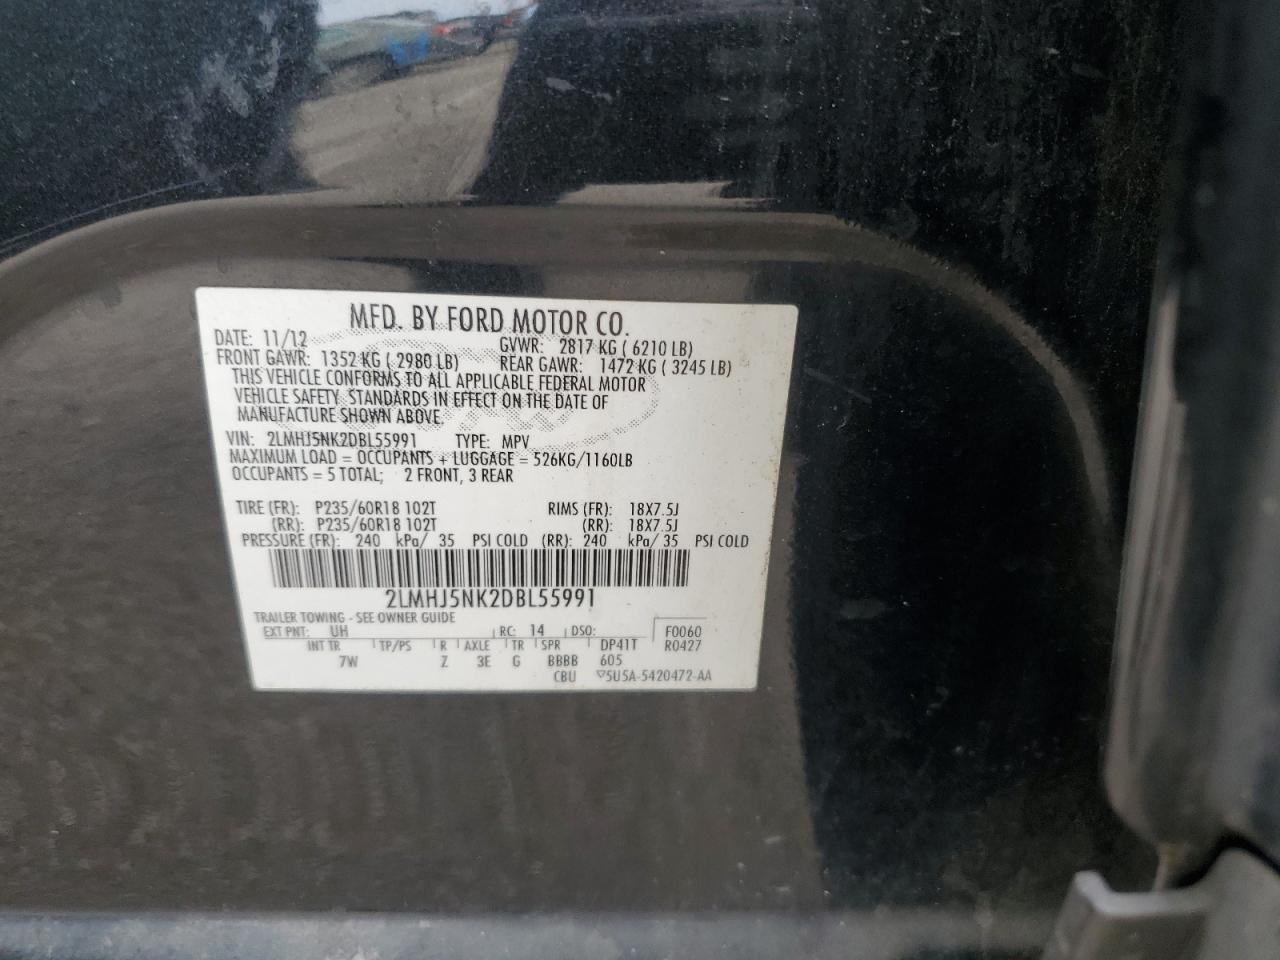 MFD. BY FORD MOTOR CO.
DATE: 11/12 GVWR: 2817 KG ( 6210 LB)
FRONT GAWR: 1352 KG ( 2980 LB) REAR GAWR: 1472 KG ( 3245 LB)
THIS VEHICLE CONFORMS TO ALL APPLICABLE FEDERAL MOTOR
VEHICLE SAFETY STANDARDS IN EFFECT ON THE DATE OF
MANUFACTURE SHOWN ABOVE.
VIN: 2LMHJ5NK2DBL55991 TYPE: MPV
MAXIMUM LOAD = OCCUPANTS + LUGGAGE = 526KG/1160LB
OCCUPANTS = 5 TOTAL; 2 FRONT, 3 REAR
TIRE (FR): P235/60R18 102T RIMS (FR): 18X7.5J
(RR): P235/60R18 102T (RR): 18X7.5J
PRESSURE (FR): 240 kPa/ 35 PSI COLD (RR): 240 kPa/ 35 PSI COLD
2LMHJ5NK2DBL55991
TRAILER TOWING - SEE OWNER GUIDE
EXT PNT: UH RC: 14 DSO: F0060
INT TR TP/PS R AXLE TR SPR DP41T R0427
7W Z 3E G BBBB 605
CBU ▽5U5A-5420472-AA